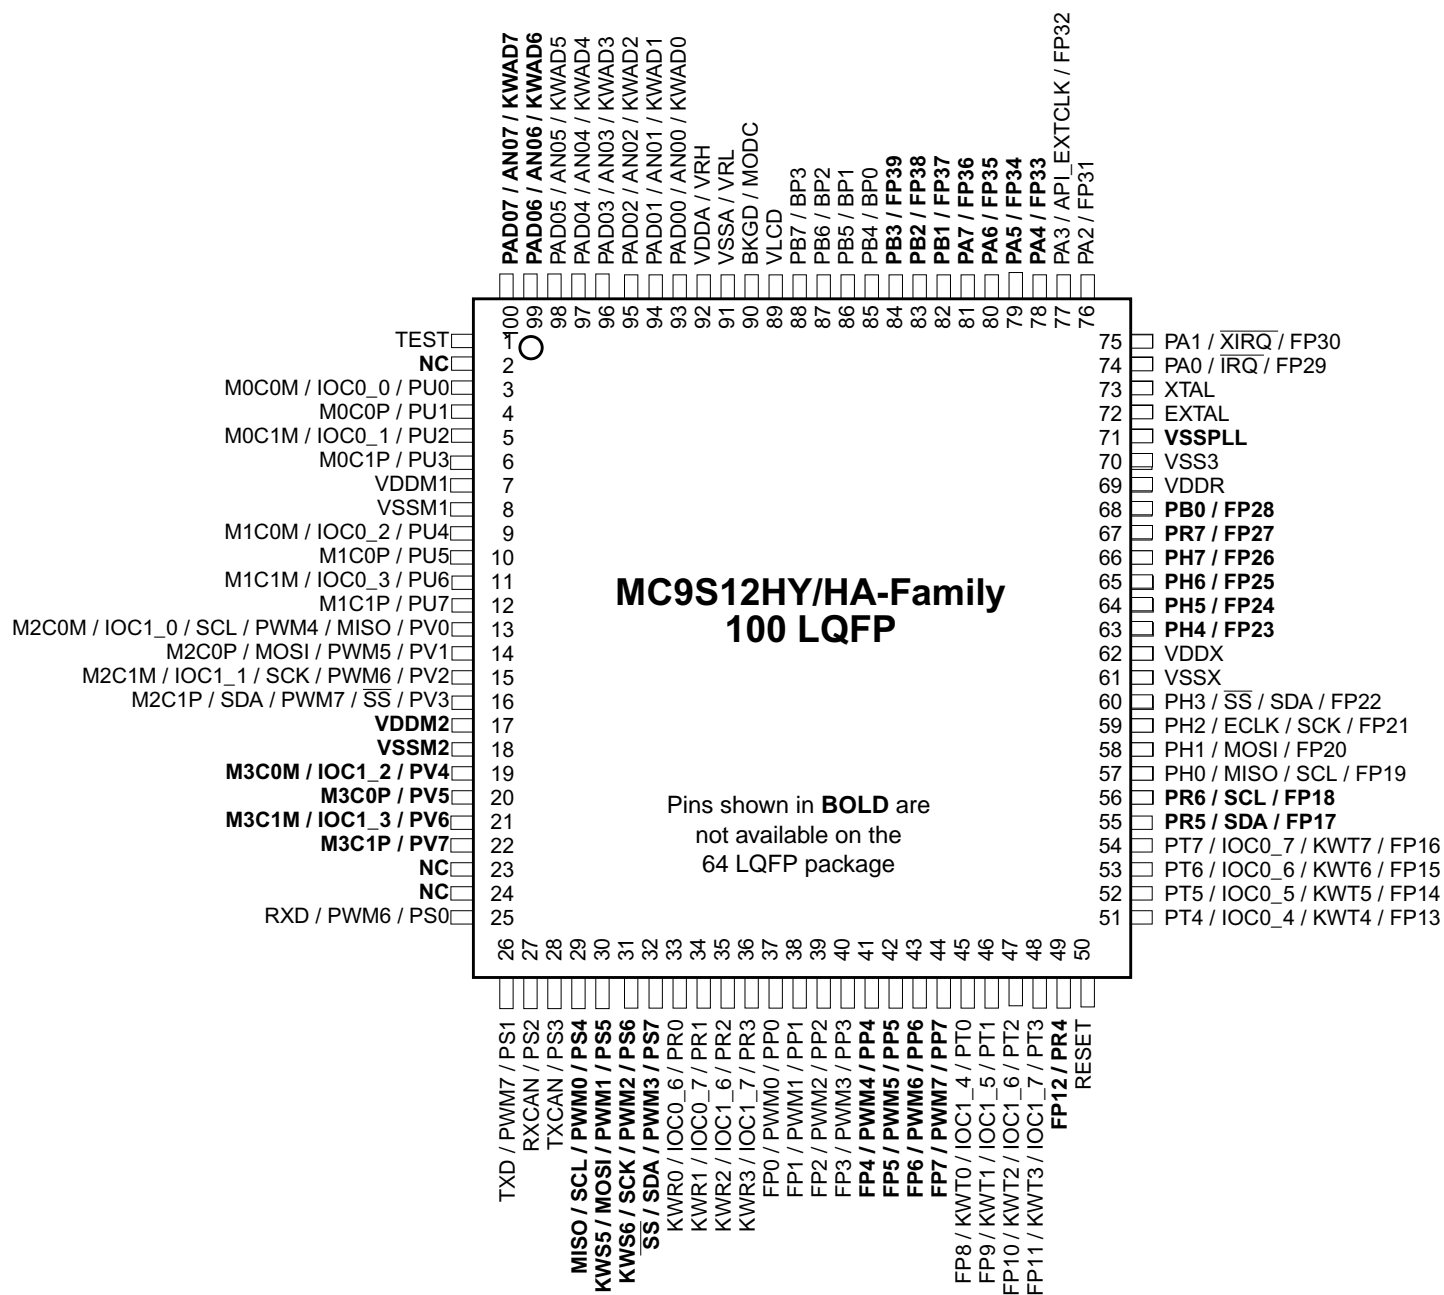 PAD07 / AN07 / KWAD7
PAD06 / AN06 / KWAD6
PAD05 / AN05 / KWAD5
PAD04 / AN04 / KWAD4
PAD03 / AN03 / KWAD3
PAD02 / AN02 / KWAD2
PAD01 / AN01 / KWAD1
PAD00 / AN00 / KWAD0
VDDA / VRH
VSSA / VRL
BKGD / MODC
VLCD
PB7 / BP3
PB6 / BP2
PB5 / BP1
PB4 / BP0
PB3 / FP39
PB2 / FP38
PB1 / FP37
PA7 / FP36
PA6 / FP35
PA5 / FP34
PA4 / FP33
PA3 / API_EXTCLK / FP32
PA2 / FP31
100
99
98
97
96
95
94
93
92
91
90
89
88
87
86
85
84
83
82
81
80
79
78
77
76
TEST 1
NC 2
M0C0M / IOC0_0 / PU0 3
M0C0P / PU1 4
M0C1M / IOC0_1 / PU2 5
M0C1P / PU3 6
VDDM1 7
VSSM1 8
M1C0M / IOC0_2 / PU4 9
M1C0P / PU5 10
M1C1M / IOC0_3 / PU6 11
M1C1P / PU7 12
M2C0M / IOC1_0 / SCL / PWM4 / MISO / PV0 13
M2C0P / MOSI / PWM5 / PV1 14
M2C1M / IOC1_1 / SCK / PWM6 / PV2 15
M2C1P / SDA / PWM7 / SS / PV3 16
VDDM2 17
VSSM2 18
M3C0M / IOC1_2 / PV4 19
M3C0P / PV5 20
M3C1M / IOC1_3 / PV6 21
M3C1P / PV7 22
NC 23
NC 24
RXD / PWM6 / PS0 25
MC9S12HY/HA-Family
100 LQFP
Pins shown in BOLD are
not available on the
64 LQFP package
75 PA1 / XIRQ / FP30
74 PA0 / IRQ / FP29
73 XTAL
72 EXTAL
71 VSSPLL
70 VSS3
69 VDDR
68 PB0 / FP28
67 PR7 / FP27
66 PH7 / FP26
65 PH6 / FP25
64 PH5 / FP24
63 PH4 / FP23
62 VDDX
61 VSSX
60 PH3 / SS / SDA / FP22
59 PH2 / ECLK / SCK / FP21
58 PH1 / MOSI / FP20
57 PH0 / MISO / SCL / FP19
56 PR6 / SCL / FP18
55 PR5 / SDA / FP17
54 PT7 / IOC0_7 / KWT7 / FP16
53 PT6 / IOC0_6 / KWT6 / FP15
52 PT5 / IOC0_5 / KWT5 / FP14
51 PT4 / IOC0_4 / KWT4 / FP13
26
27
28
29
30
31
32
33
34
35
36
37
38
39
40
41
42
43
44
45
46
47
48
49
50
TXD / PWM7 / PS1
RXCAN / PS2
TXCAN / PS3
MISO / SCL / PWM0 / PS4
KWS5 / MOSI / PWM1 / PS5
KWS6 / SCK / PWM2 / PS6
SS / SDA / PWM3 / PS7
KWR0 / IOC0_6 / PR0
KWR1 / IOC0_7 / PR1
KWR2 / IOC1_6 / PR2
KWR3 / IOC1_7 / PR3
FP0 / PWM0 / PP0
FP1 / PWM1 / PP1
FP2 / PWM2 / PP2
FP3 / PWM3 / PP3
FP4 / PWM4 / PP4
FP5 / PWM5 / PP5
FP6 / PWM6 / PP6
FP7 / PWM7 / PP7
FP8 / KWT0 / IOC1_4 / PT0
FP9 / KWT1 / IOC1_5 / PT1
FP10 / KWT2 / IOC1_6 / PT2
FP11 / KWT3 / IOC1_7 / PT3
FP12 / PR4
RESET